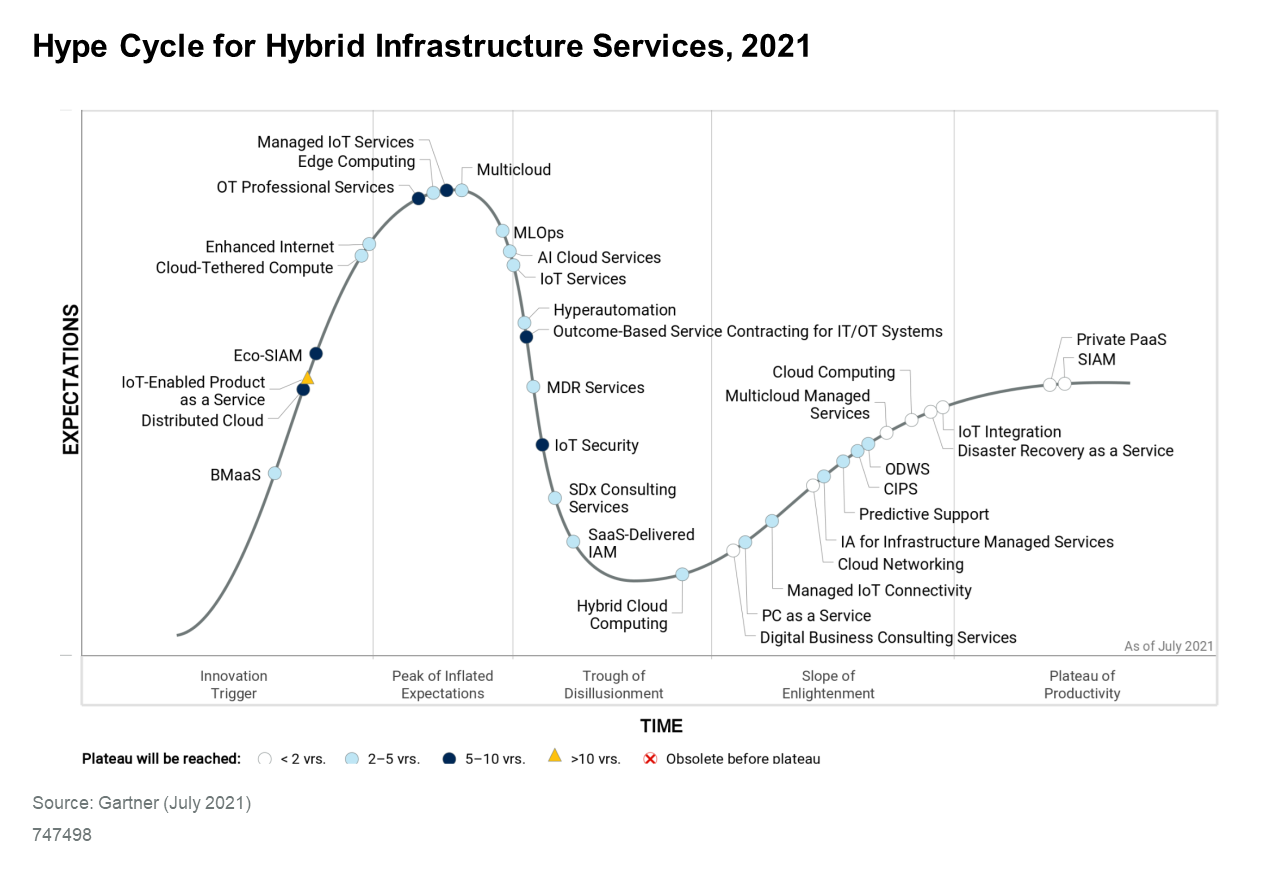 Hype Cycle for Hybrid Infrastructure Services, 2021
Managed IoT Services
Edge Computing
OT Professional Services
Multicloud
Enhanced Internet
Cloud-Tethered Compute
MLOps
AI Cloud Services
IoT Services
Hyperautomation
Outcome-Based Service Contracting for IT/OT Systems
Eco-SIAM
IoT-Enabled Product
as a Service
Distributed Cloud
BMaaS
MDR Services
IoT Security
SDx Consulting
Services
SaaS-Delivered
IAM
Hybrid Cloud
Computing
Private PaaS
SIAM
Cloud Computing
Multicloud Managed
Services
IoT Integration
Disaster Recovery as a Service
ODWS
CIPS
Predictive Support
IA for Infrastructure Managed Services
Cloud Networking
Managed IoT Connectivity
PC as a Service
Digital Business Consulting Services
EXPECTATIONS
As of July 2021
Innovation
Trigger
Peak of Inflated
Expectations
Trough of
Disillusionment
Slope of
Enlightenment
Plateau of
Productivity
TIME
Plateau will be reached: < 2 yrs. 2–5 yrs. 5–10 yrs. >10 yrs. Obsolete before plateau
Source: Gartner (July 2021)
747498